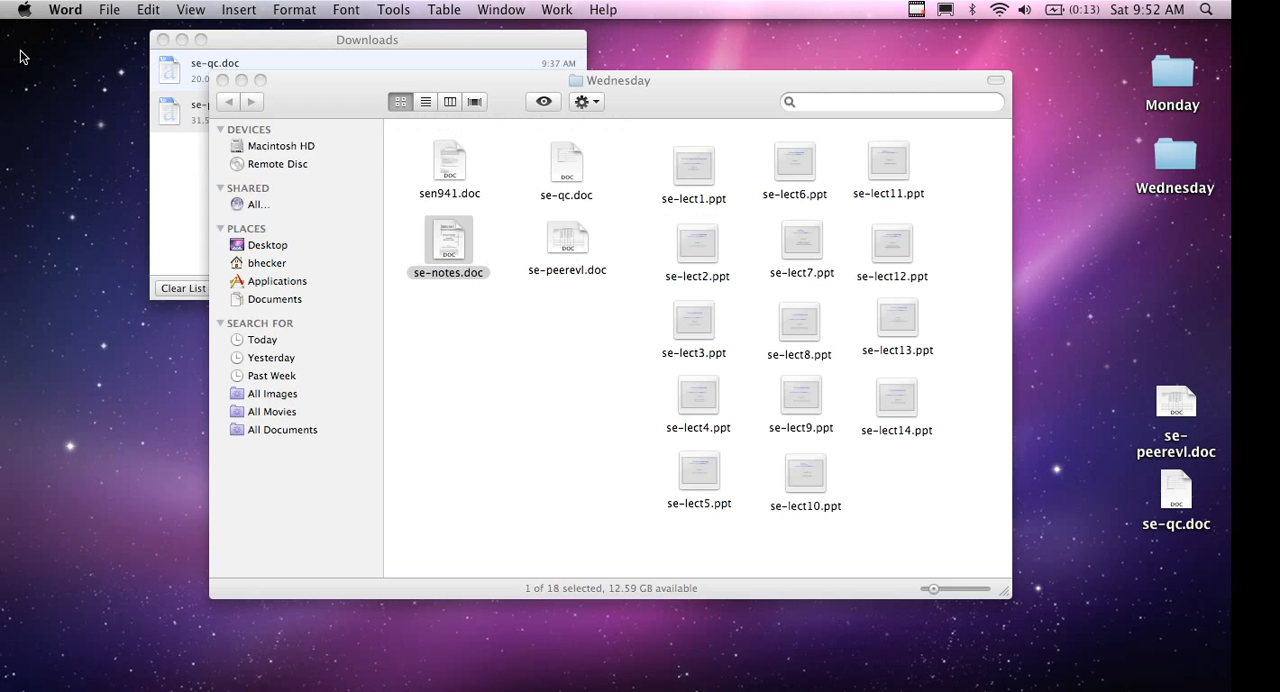 Word File Edit View Insert Format Font Tools Table Window Work Help (0:13) Sat 9:52 AM
Downloads
se-qc.doc 9:37 AM
20.0
se-p
31.5
Clear List
Wednesday
DEVICES
Macintosh HD
Remote Disc
SHARED
All...
PLACES
Desktop
bhecker
Applications
Documents
SEARCH FOR
Today
Yesterday
Past Week
All Images
All Movies
All Documents
DOC DOC
sen941.doc se-qc.doc se-lect1.ppt se-lect6.ppt se-lect11.ppt
DOC DOC
se-notes.doc se-peerevl.doc se-lect2.ppt se-lect7.ppt se-lect12.ppt
se-lect3.ppt se-lect8.ppt se-lect13.ppt
se-lect4.ppt se-lect9.ppt se-lect14.ppt
se-lect5.ppt se-lect10.ppt
1 of 18 selected, 12.59 GB available
Monday
Wednesday
DOC
se-
peerevl.doc
DOC
se-qc.doc